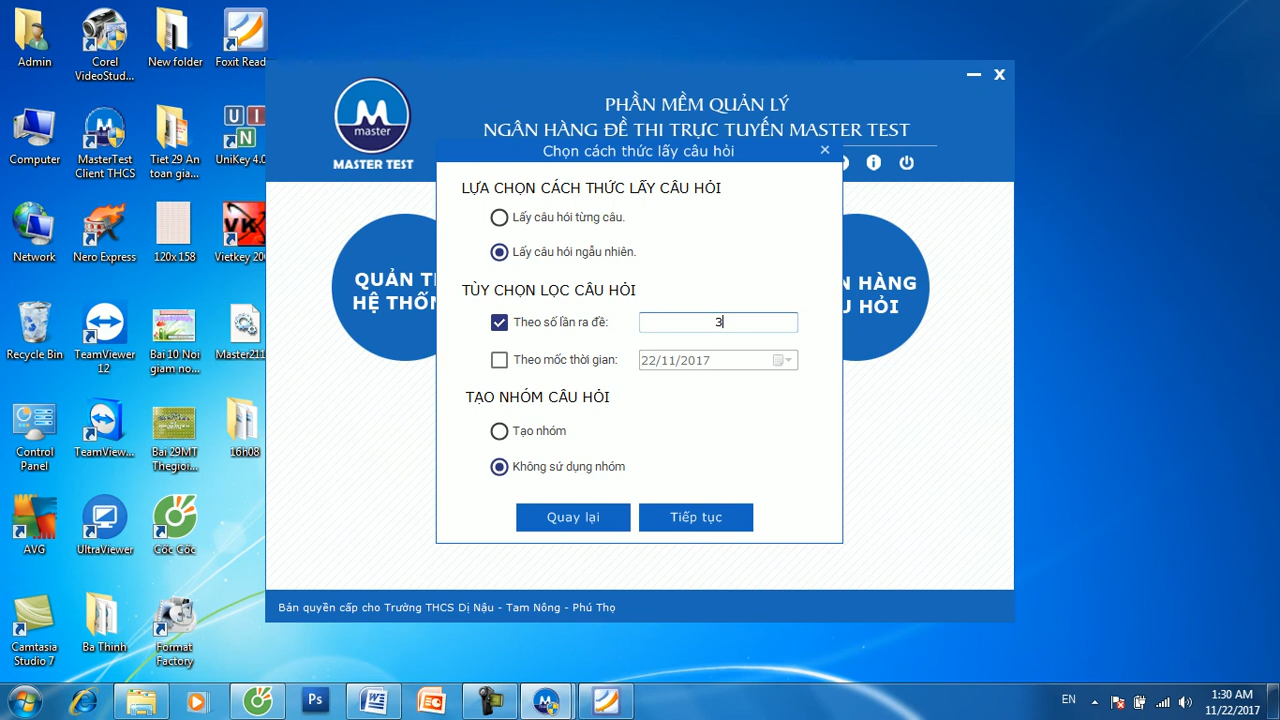 Admin
Corel VideoStud...
New folder
Foxit Read
Computer
MasterTest Client THCS
Tiet 29 An toan gia...
UniKey 4.0
Network
Nero Express
120x 158
Vietkey 200
Recycle Bin
TeamViewer 12
Bai 10 Noi giam no...
Master211
Control Panel
TeamView...
Bai 29MT Thegioi...
16h08
AVG
UltraViewer
Cốc Cốc
Camtasia Studio 7
Ba Thinh
Format Factory
master
MASTER TEST
PHẦN MỀM QUẢN LÝ
NGÂN HÀNG ĐỀ THI TRỰC TUYẾN MASTER TEST
Chọn cách thức lấy câu hỏi
QUẢN T
HỆ THỐN
N HÀNG
U HỎI
LỰA CHỌN CÁCH THỨC LẤY CÂU HỎI
Lấy câu hỏi từng câu.
Lấy câu hỏi ngẫu nhiên.
TÙY CHỌN LỌC CÂU HỎI
Theo số lần ra đề: 3
Theo mốc thời gian: 22/11/2017
TẠO NHÓM CÂU HỎI
Tạo nhóm
Không sử dụng nhóm
Quay lại
Tiếp tục
Bản quyền cấp cho Trường THCS Dị Nậu - Tam Nông - Phú Thọ
EN
1:30 AM
11/22/2017